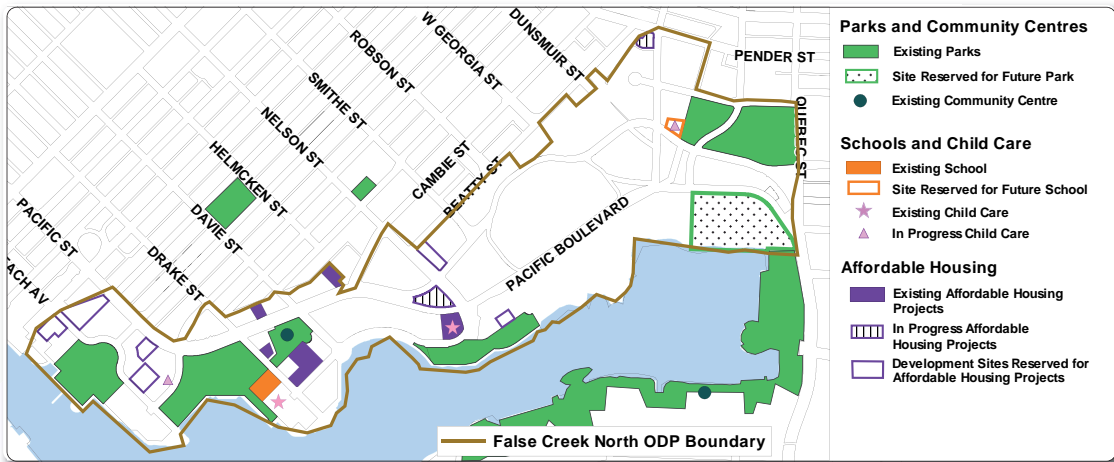 W GEORGIA ST
DUNSMUIR ST
ROBSON ST
SMITHE ST
NELSON ST
HELMCKEN ST
CAMBIE ST
BEATTY ST
PENDER ST
QUEBEC ST
PACIFIC ST
DAVIE ST
DRAKE ST
EACH AV
PACIFIC BOULEVARD
False Creek North ODP Boundary
Parks and Community Centres
Existing Parks
Site Reserved for Future Park
Existing Community Centre
Schools and Child Care
Existing School
Site Reserved for Future School
Existing Child Care
In Progress Child Care
Affordable Housing
Existing Affordable Housing
Projects
In Progress Affordable
Housing Projects
Development Sites Reserved for
Affordable Housing Projects